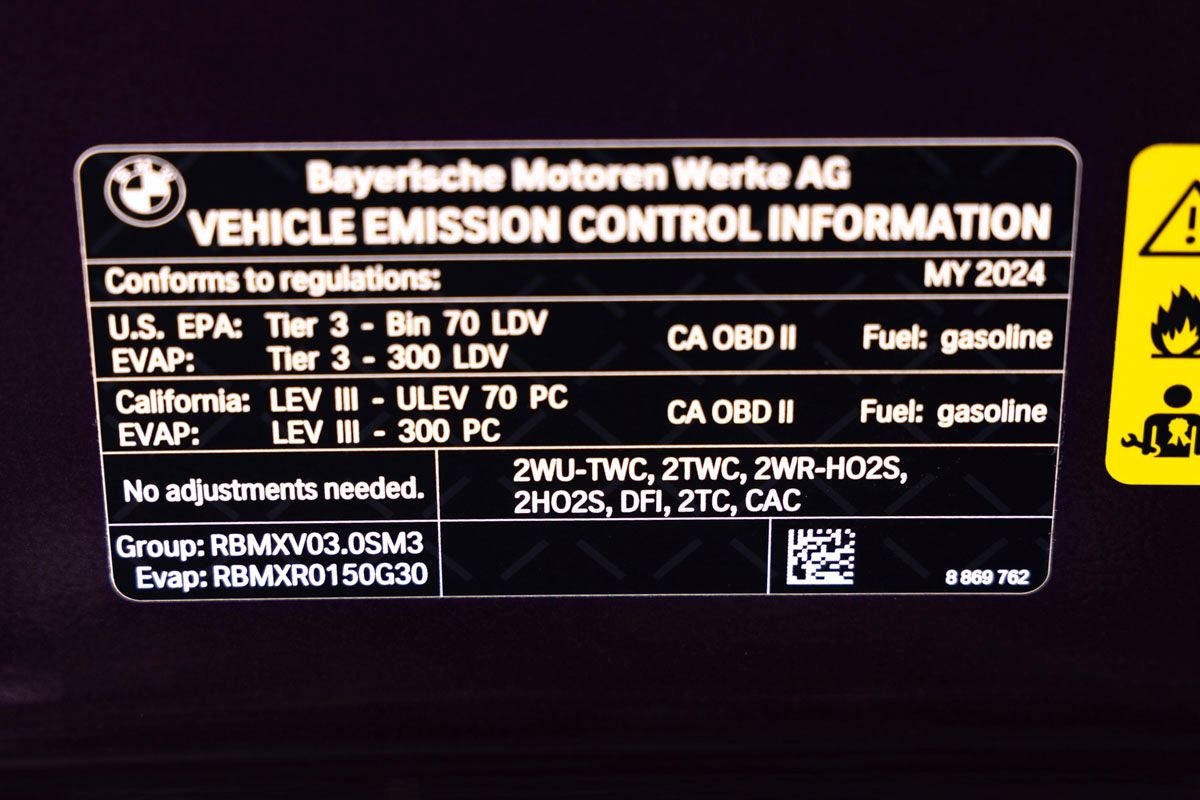 Bayerische Motoren Werke AG
VEHICLE EMISSION CONTROL INFORMATION
Conforms to regulations: MY 2024
U.S. EPA: Tier 3 - Bin 70 LDV CA OBD II Fuel: gasoline
EVAP: Tier 3 - 300 LDV
California: LEV III - ULEV 70 PC CA OBD II Fuel: gasoline
EVAP: LEV III - 300 PC
No adjustments needed.
2WU-TWC, 2TWC, 2WR-HO2S,
2HO2S, DFI, 2TC, CAC
Group: RBMXV03.0SM3
Evap: RBMXR0150G30
8 869 762